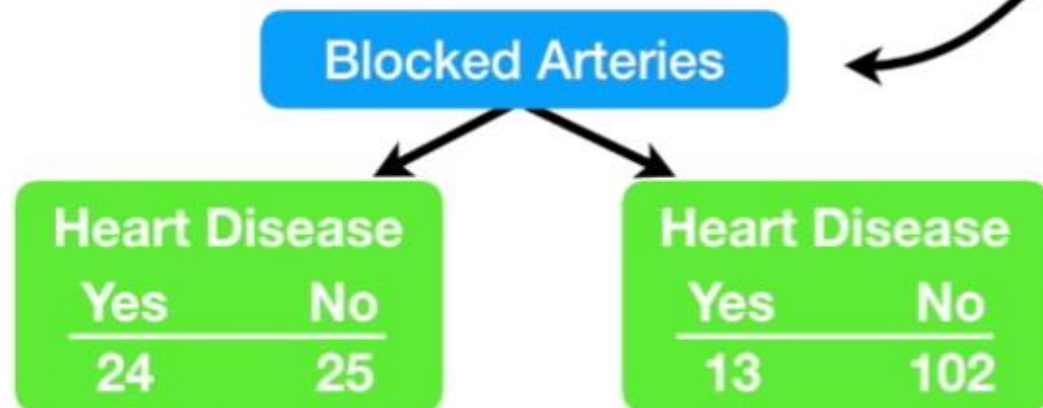 Blocked Arteries
Heart Disease Heart Disease
Yes No Yes No
24 25 13 102